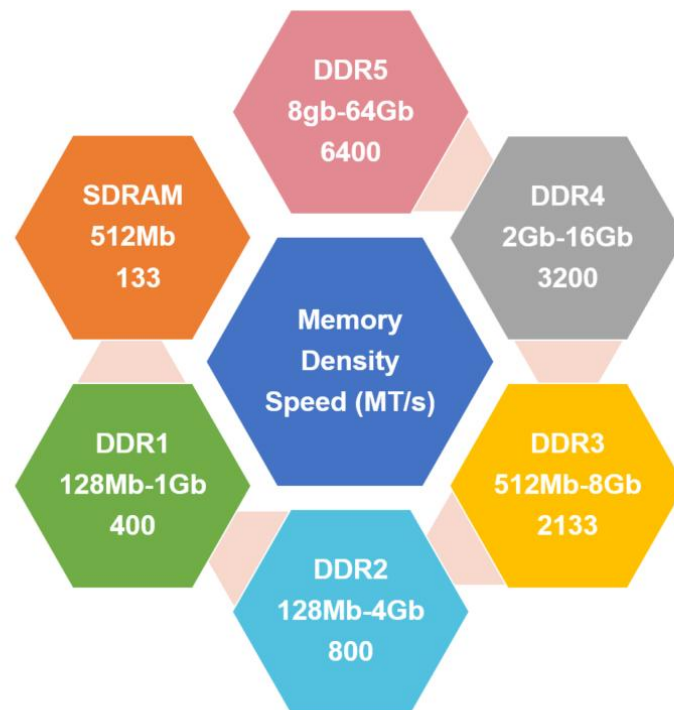 DDR5
8gb-64Gb
6400
SDRAM
512Mb
133
DDR4
2Gb-16Gb
3200
Memory
Density
Speed (MT/s)
DDR1
128Mb-1Gb
400
DDR3
512Mb-8Gb
2133
DDR2
128Mb-4Gb
800